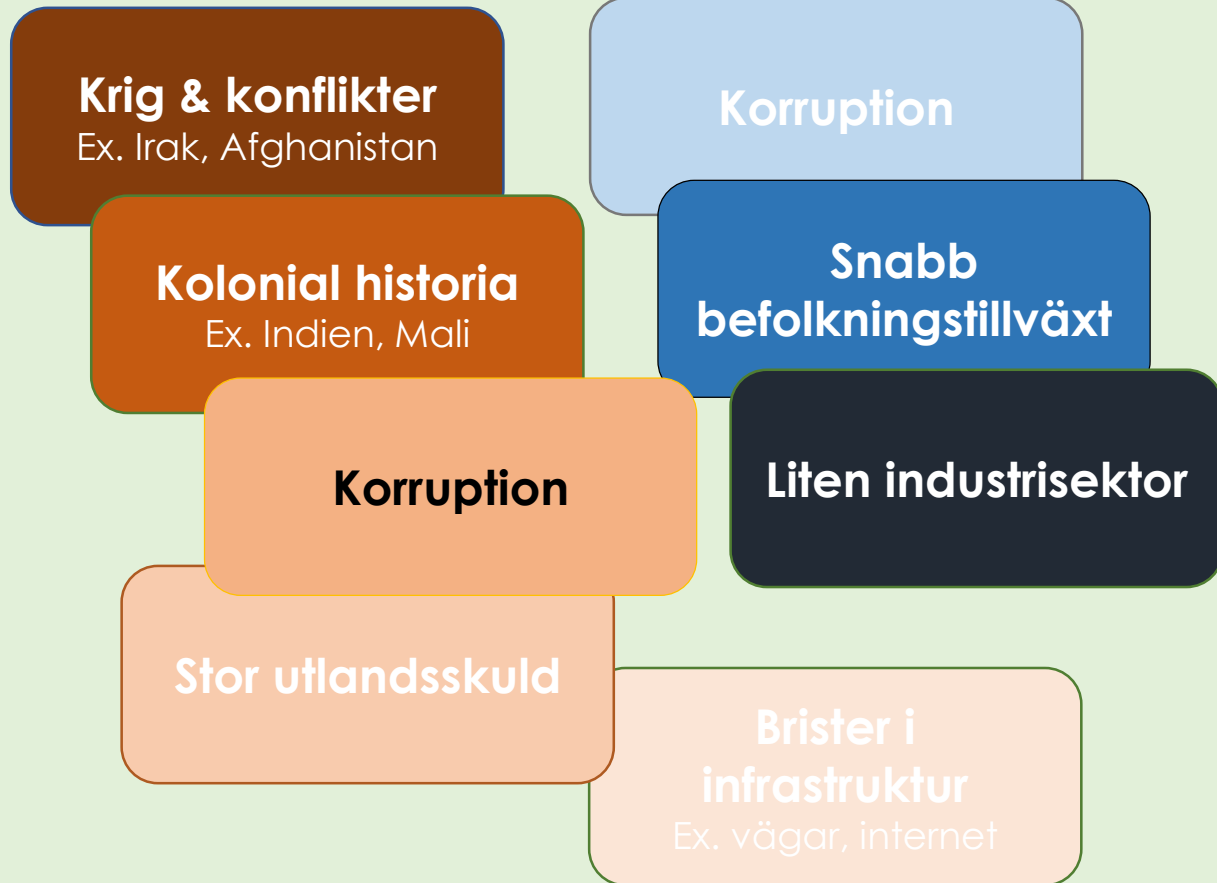 Krig & konflikter
Ex. Irak, Afghanistan
Korruption
Kolonial historia
Ex. Indien, Mali
Snabb
befolkningstillväxt
Korruption
Liten industrisektor
Stor utlandsskuld
Brister i
infrastruktur
Ex. vägar, internet